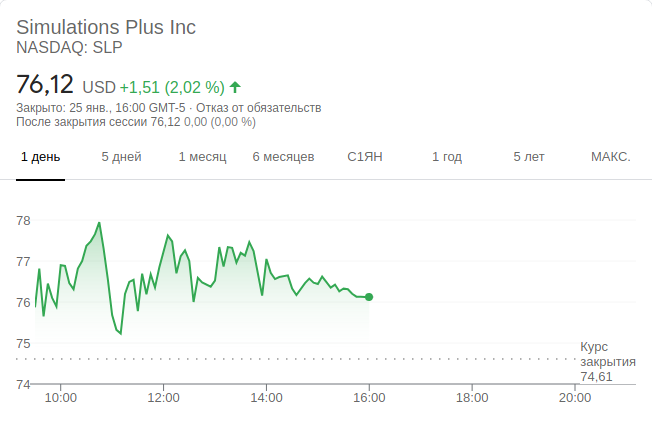 Simulations Plus Inc
NASDAQ: SLP
76,12 USD +1,51 (2,02 %)
Закрыто: 25 янв., 16:00 GMT-5 · Отказ от обязательств
После закрытия сессии 76,12 0,00 (0,00 %)
1 день 5 дней 1 месяц 6 месяцев С1ЯН 1 год 5 лет МАКС.
78
77
76
75
Курс
закрытия
74,61
74
10:00 12:00 14:00 16:00 18:00 20:00